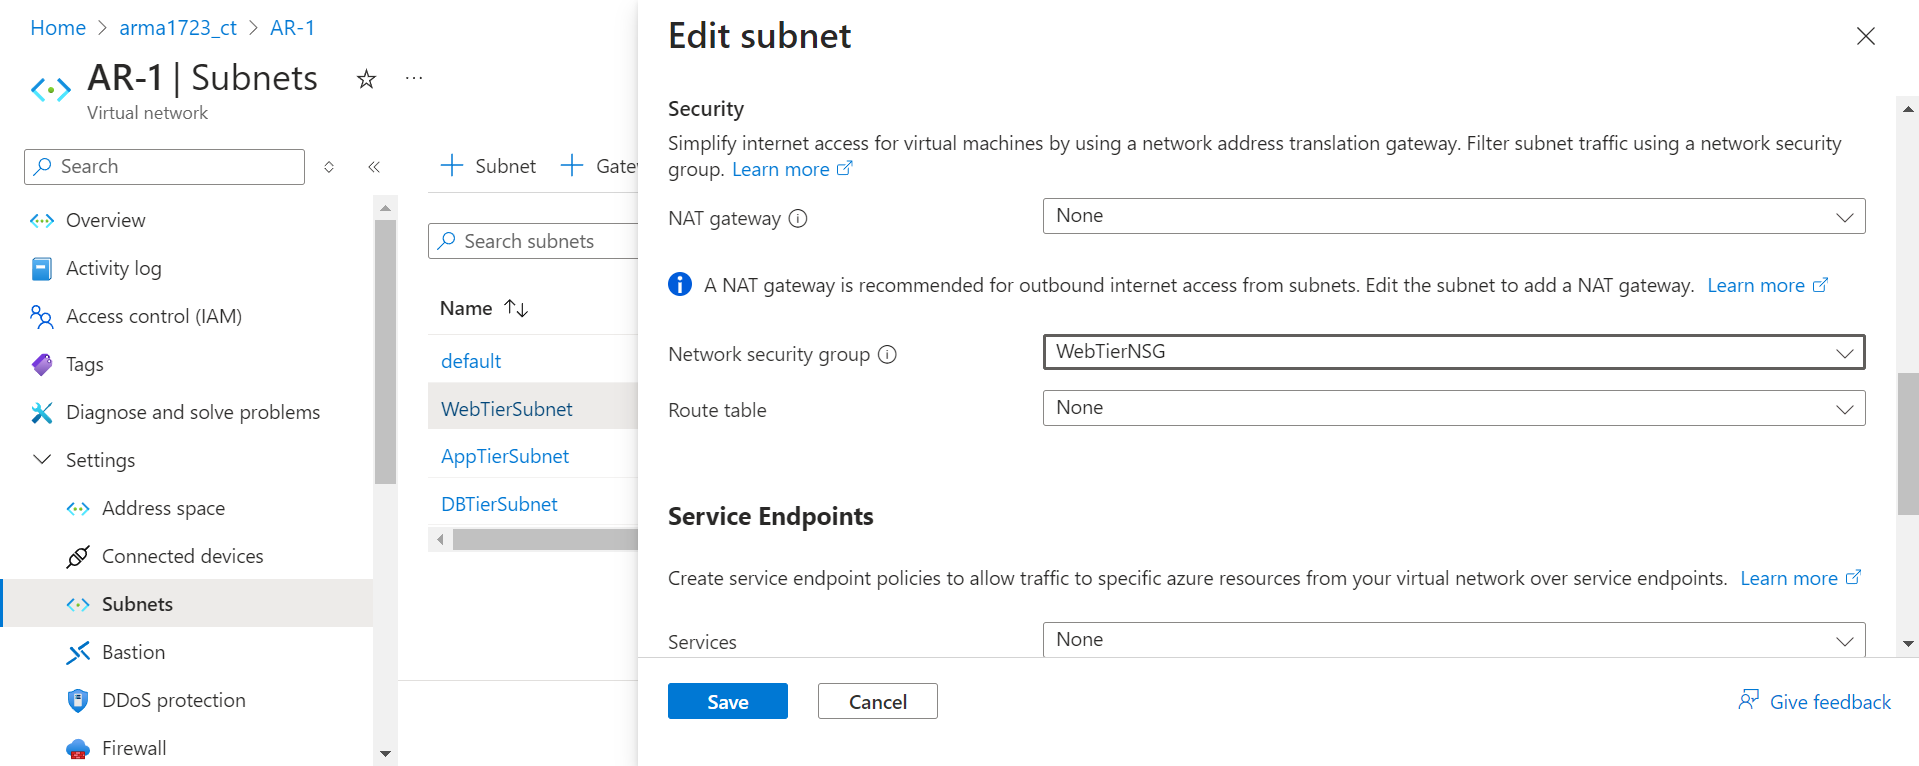 Home > arma1723_ct > AR-1
AR-1 | Subnets
Virtual network
Search
Overview
Activity log
Access control (IAM)
Tags
Diagnose and solve problems
Settings
Address space
Connected devices
Subnets
Bastion
DDoS protection
Firewall
+ Subnet + Gatew
Search subnets
Name
default
WebTierSubnet
AppTierSubnet
DBTierSubnet
Edit subnet
Security
Simplify internet access for virtual machines by using a network address translation gateway. Filter subnet traffic using a network security
group. Learn more
NAT gateway None
A NAT gateway is recommended for outbound internet access from subnets. Edit the subnet to add a NAT gateway. Learn more
Network security group WebTierNSG
Route table None
Service Endpoints
Create service endpoint policies to allow traffic to specific azure resources from your virtual network over service endpoints. Learn more
Services None
Save Cancel Give feedback